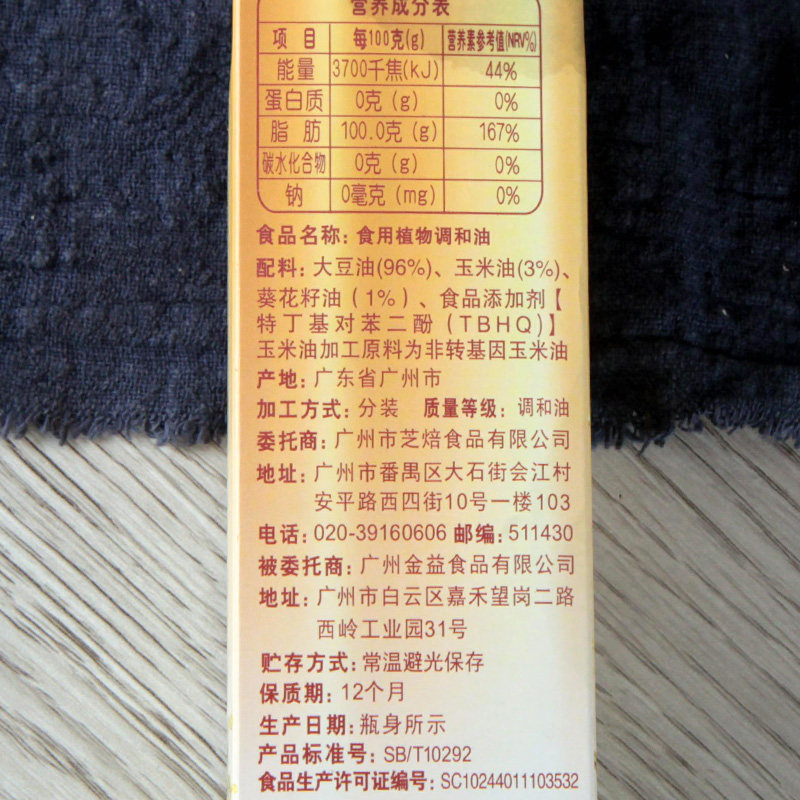 营养成分表
项目 每100克(g) 营养素参考值(NRV%)
能量 3700千焦(kJ) 44%
蛋白质 0克(g) 0%
脂肪 100.0克(g) 167%
碳水化合物 0克(g) 0%
钠 0毫克(mg) 0%
食品名称: 食用植物调和油
配料: 大豆油(96%)、玉米油(3%)、
葵花籽油(1%)、食品添加剂【
特丁基对苯二酚(TBHQ)】
玉米油加工原料为非转基因玉米油
产地: 广东省广州市
加工方式: 分装 质量等级: 调和油
委托商: 广州市芝焙食品有限公司
地址: 广州市番禺区大石街会江村
安平路西四街10号一楼103
电话: 020-39160606 邮编: 511430
被委托商: 广州金益食品有限公司
地址: 广州市白云区嘉禾望岗二路
西岭工业园31号
贮存方式: 常温避光保存
保质期: 12个月
生产日期: 瓶身所示
产品标准号: SB/T10292
食品生产许可证编号: SC10244011103532